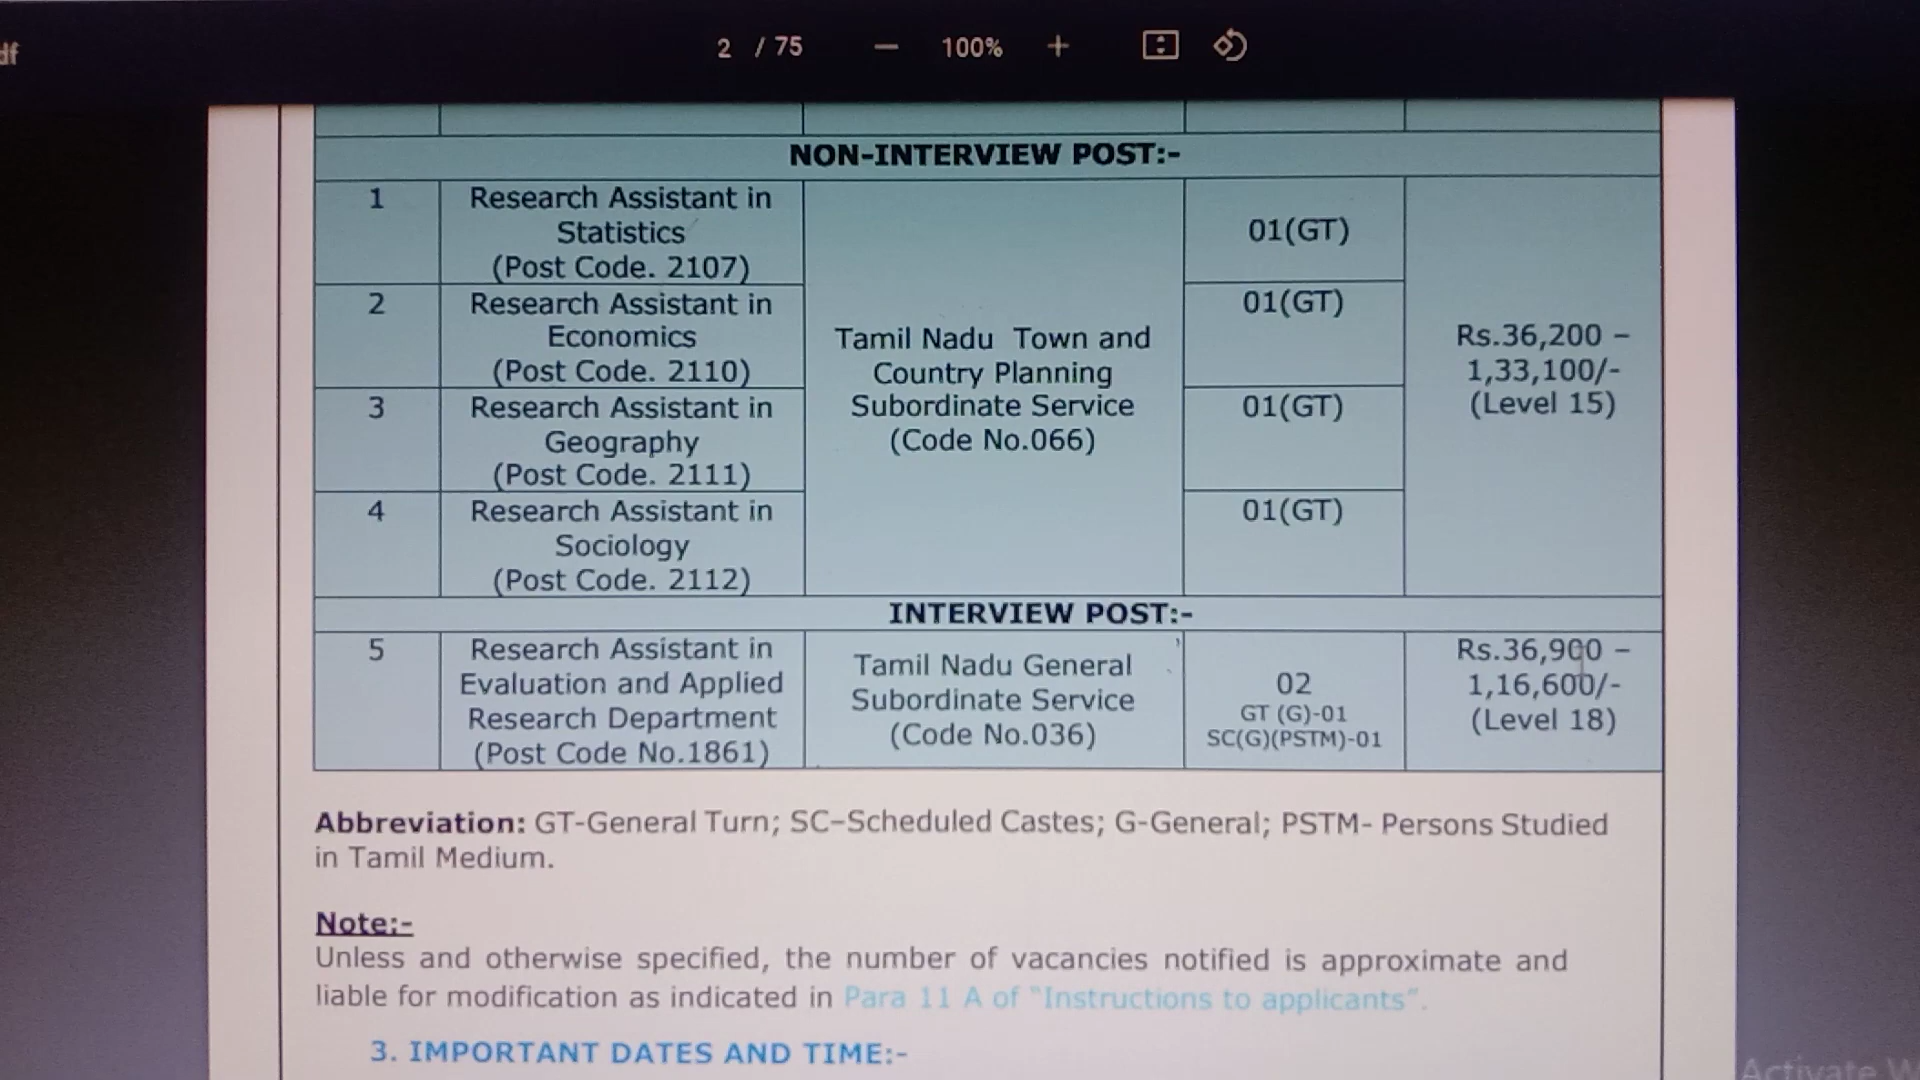 df
2 / 75 — 100% +
NON-INTERVIEW POST:-
1
Research Assistant in
Statistics
(Post Code. 2107)
Tamil Nadu Town and
Country Planning
Subordinate Service
(Code No.066)
01(GT)
Rs.36,200 –
1,33,100/-
(Level 15)
2
Research Assistant in
Economics
(Post Code. 2110)
01(GT)
3
Research Assistant in
Geography
(Post Code. 2111)
01(GT)
4
Research Assistant in
Sociology
(Post Code. 2112)
01(GT)
INTERVIEW POST:-
5
Research Assistant in
Evaluation and Applied
Research Department
(Post Code No.1861)
Tamil Nadu General
Subordinate Service
(Code No.036)
02
GT (G)-01
SC(G)(PSTM)-01
Rs.36,900 –
1,16,600/-
(Level 18)
Abbreviation: GT-General Turn; SC–Scheduled Castes; G-General; PSTM- Persons Studied
in Tamil Medium.
Note:-
Unless and otherwise specified, the number of vacancies notified is approximate and
liable for modification as indicated in Para 11 A of "Instructions to applicants".
3. IMPORTANT DATES AND TIME:-
Activate W